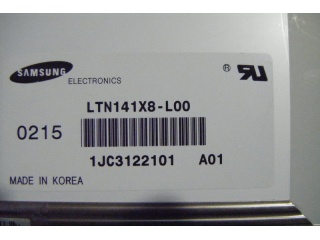 SAMSUNG
ELECTRONICS
®
LTN141X8-L00
0215
1JC3122101 A01
MADE IN KOREA